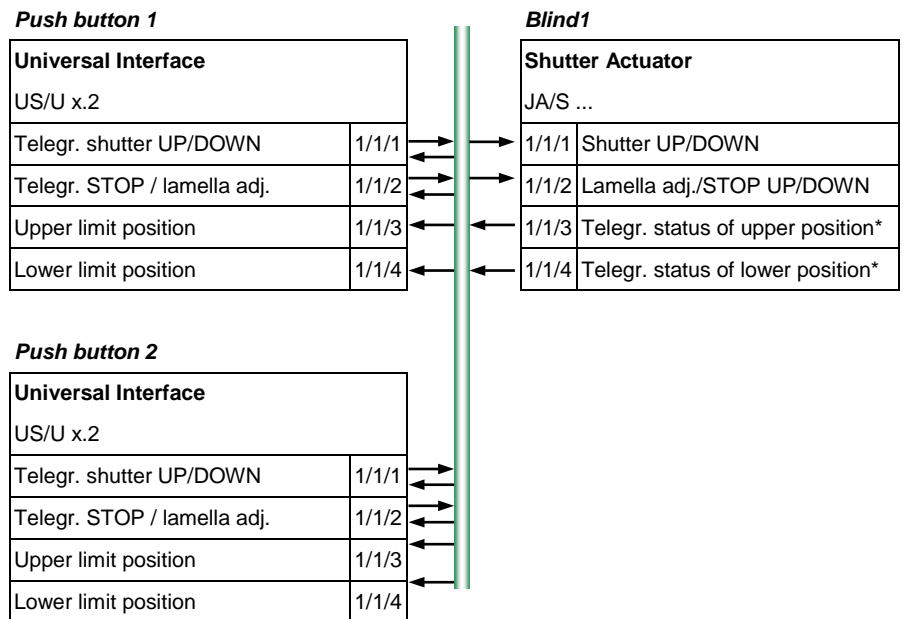 Push button 1
Universal Interface
US/U x.2
Telegr. shutter UP/DOWN 1/1/1
Telegr. STOP / lamella adj. 1/1/2
Upper limit position 1/1/3
Lower limit position 1/1/4
Blind1
Shutter Actuator
JA/S ...
1/1/1 Shutter UP/DOWN
1/1/2 Lamella adj./STOP UP/DOWN
1/1/3 Telegr. status of upper position*
1/1/4 Telegr. status of lower position*
Push button 2
Universal Interface
US/U x.2
Telegr. shutter UP/DOWN 1/1/1
Telegr. STOP / lamella adj. 1/1/2
Upper limit position 1/1/3
Lower limit position 1/1/4